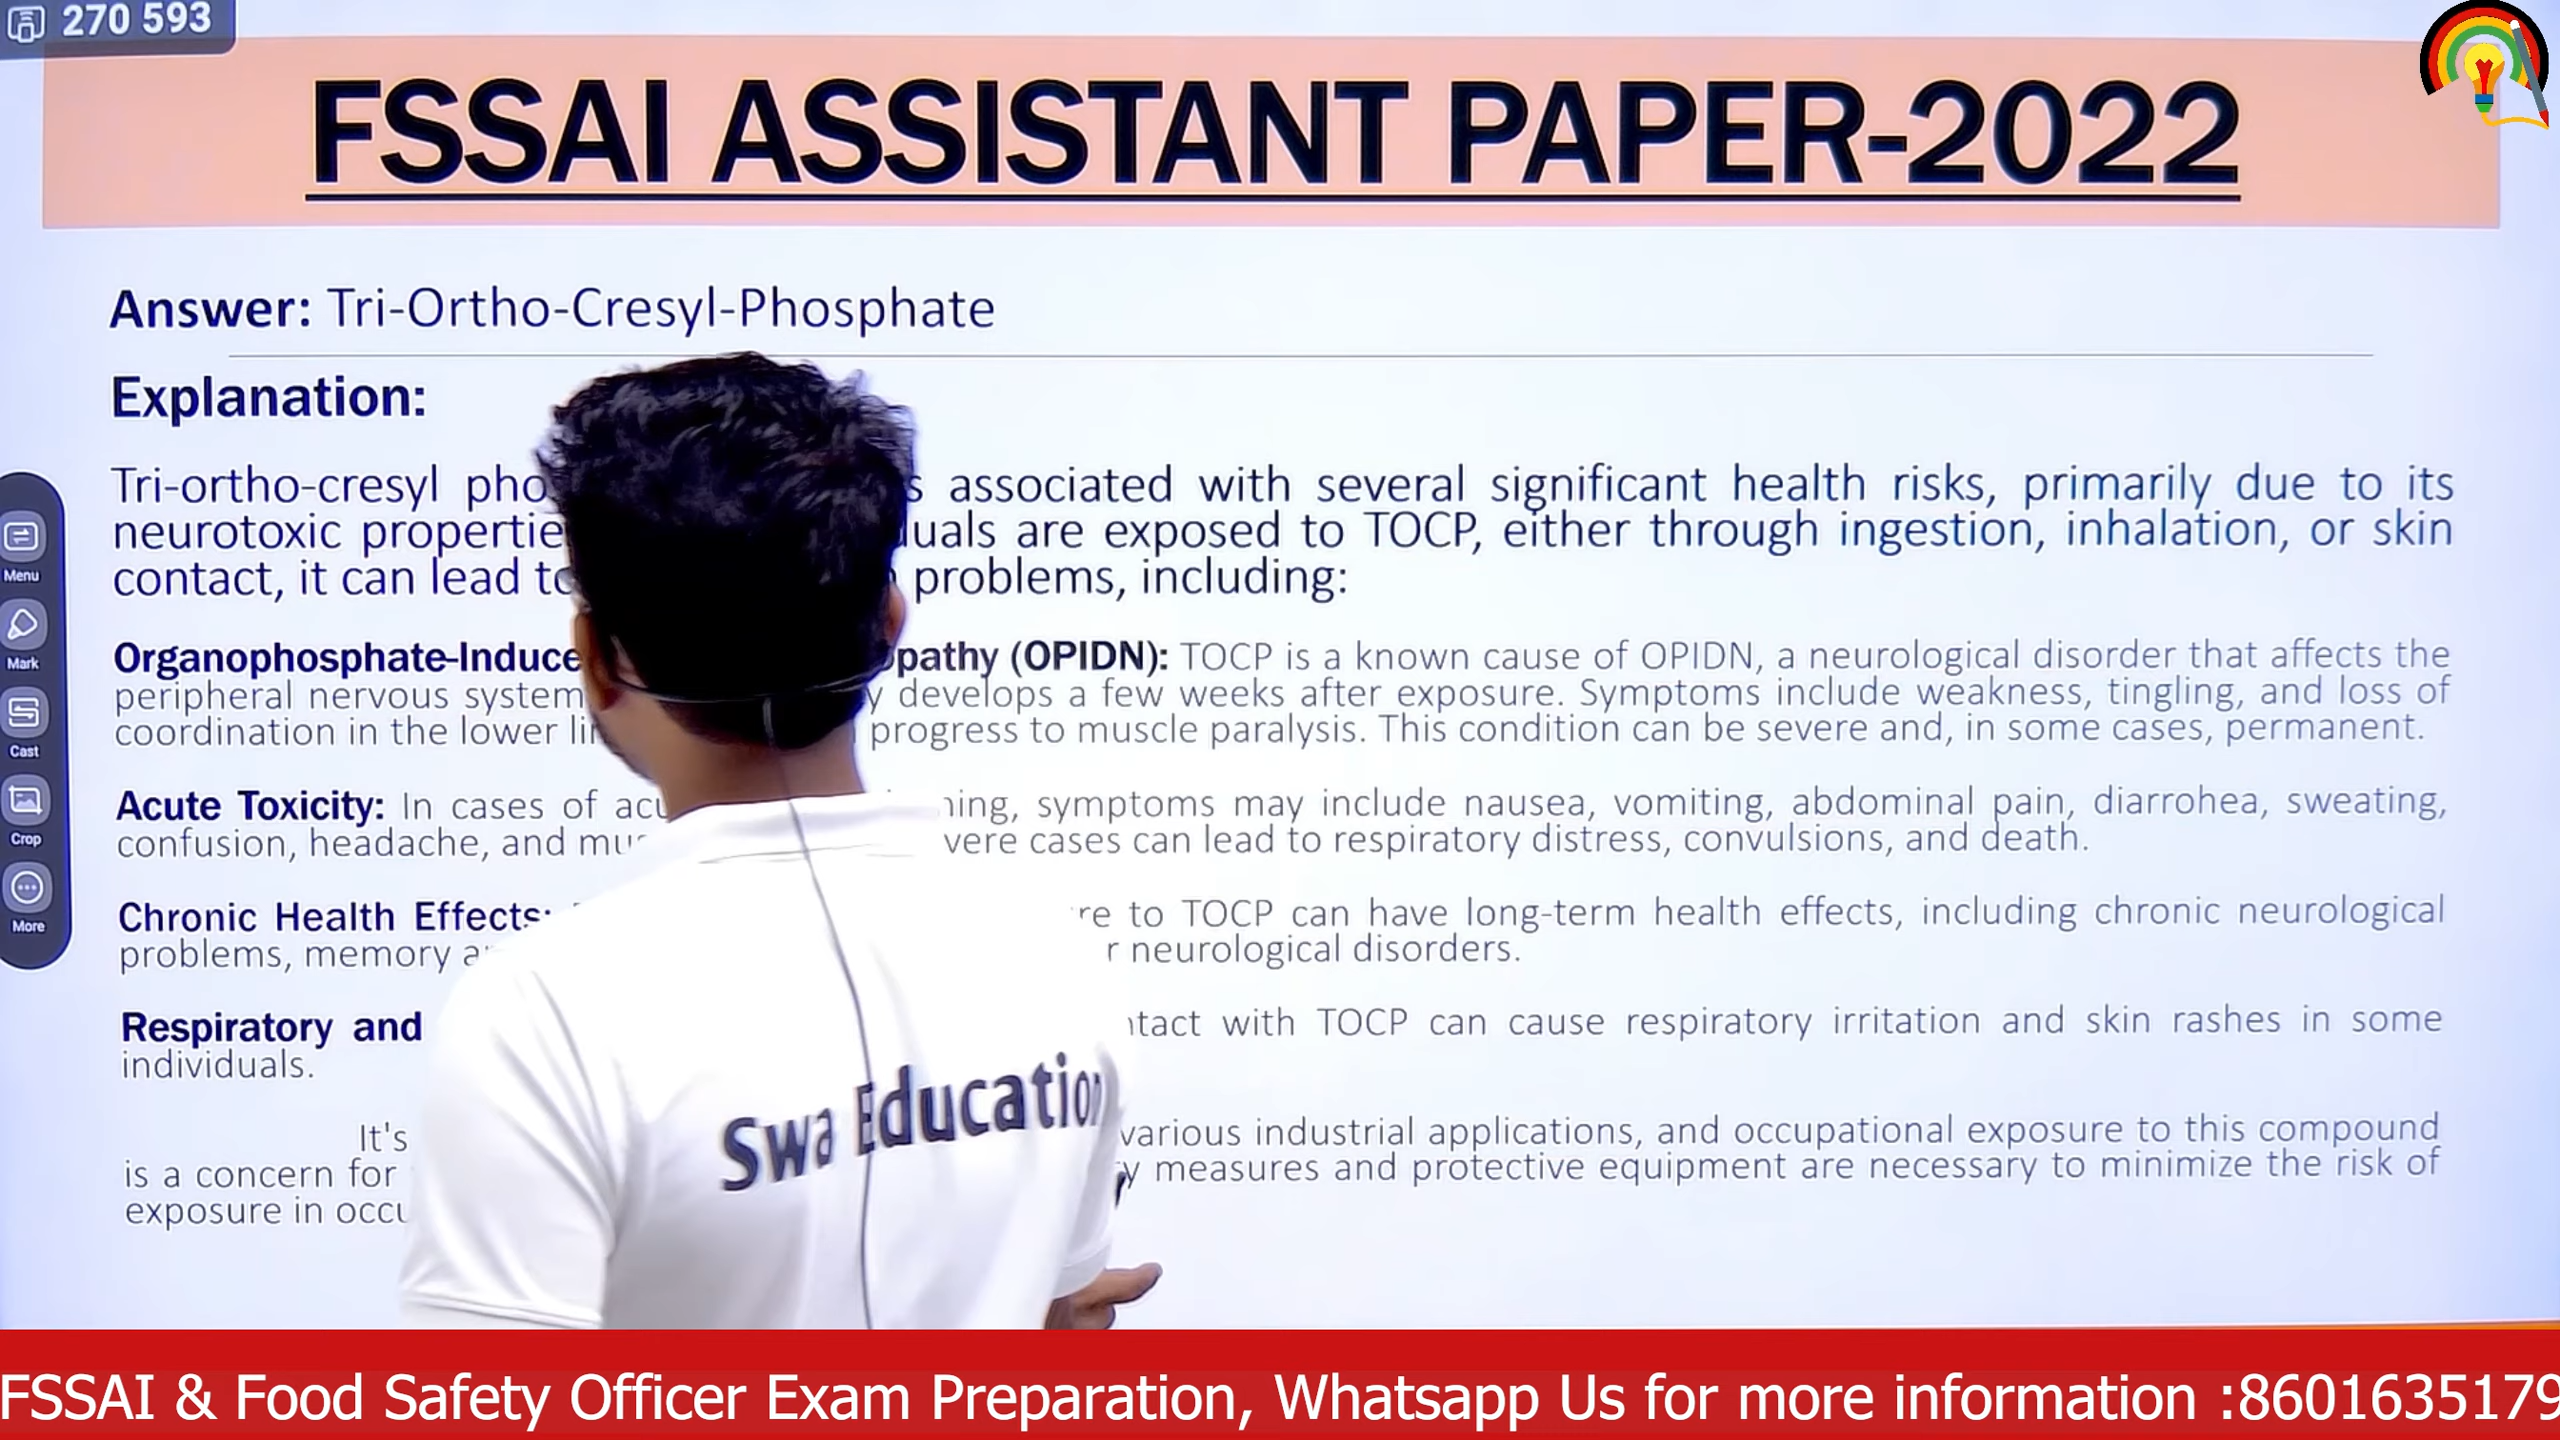 270 593
FSSAI ASSISTANT PAPER-2022
Answer: Tri-Ortho-Cresyl-Phosphate
Explanation:
Tri-ortho-cresyl associated with several significant health risks, primarily due to its
neurotoxic are exposed to TOCP, either through ingestion, inhalation, or skin
contact, it can lead problems, including:
(OPIDN): TOCP is a known cause of OPIDN, a neurological disorder that affects the
peripheral nervous system develops a few weeks after exposure. Symptoms include weakness, tingling, and loss of
coordination in the lower progress to muscle paralysis. This condition can be severe and, in some cases, permanent.
Acute Toxicity: In cases of symptoms may include nausea, vomiting, abdominal pain, diarrohea, sweating,
confusion, headache, and cases can lead to respiratory distress, convulsions, and death.
Chronic Health Effects: to TOCP can have long-term health effects, including chronic neurological
problems, memory neurological disorders.
Respiratory and with TOCP can cause respiratory irritation and skin rashes in some
individuals.
It's various industrial applications, and occupational exposure to this compound
is a concern for measures and protective equipment are necessary to minimize the risk of
exposure in
Menu
Mark
Cast
Crop
More
Swa Education
FSSAI & Food Safety Officer Exam Preparation, Whatsapp Us for more information :8601635179